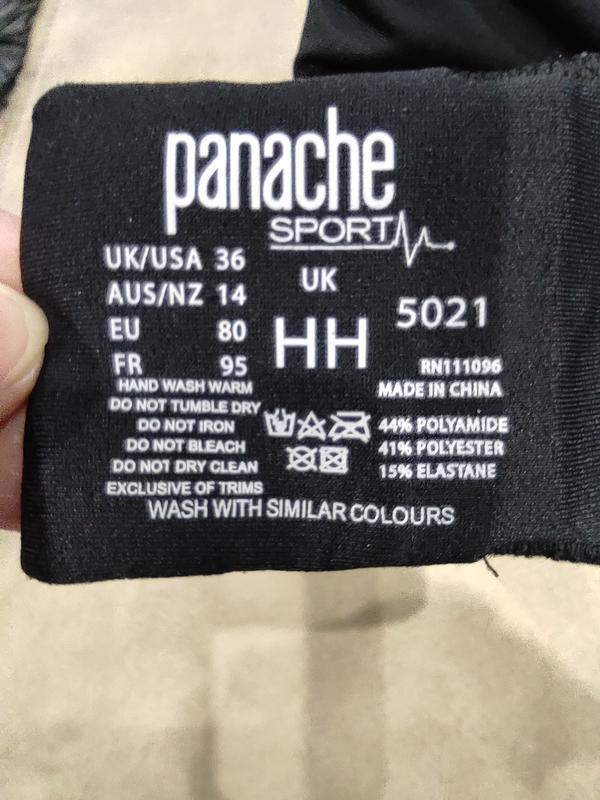 panache
SPORT
UK/USA 36
AUS/NZ 14
EU 80
FR 95
UK
HH
5021
RN111096
MADE IN CHINA
HAND WASH WARM
DO NOT TUMBLE DRY
DO NOT IRON
DO NOT BLEACH
DO NOT DRY CLEAN
EXCLUSIVE OF TRIMS
44% POLYAMIDE
41% POLYESTER
15% ELASTANE
WASH WITH SIMILAR COLOURS